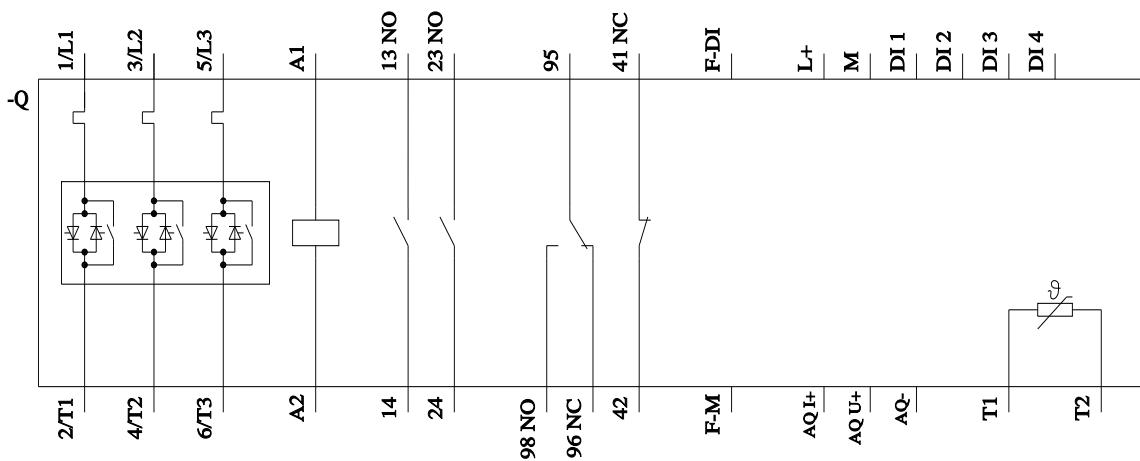 1/L1
3/L2
5/L3
A1
13 NO
23 NO
95
41 NC
F-DI
L+
M
DI 1
DI 2
DI 3
DI 4
-Q
ϑ
2/T1
4/T2
6/T3
A2
14
24
98 NO
96 NC
42
F-M
AQ I+
AQ U+
AQ-
T1
T2